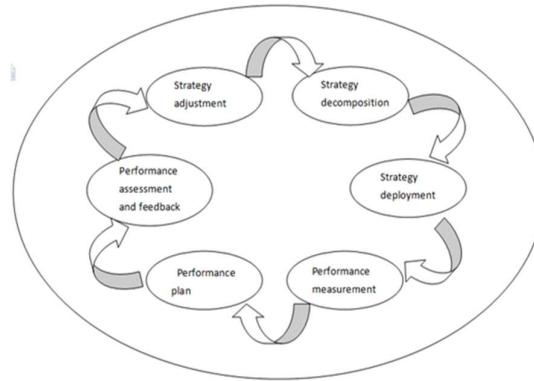 Strategy
adjustment
Strategy
decomposition
Strategy
deployment
Performance
measurement
Performance
plan
Performance
assessment
and feedback